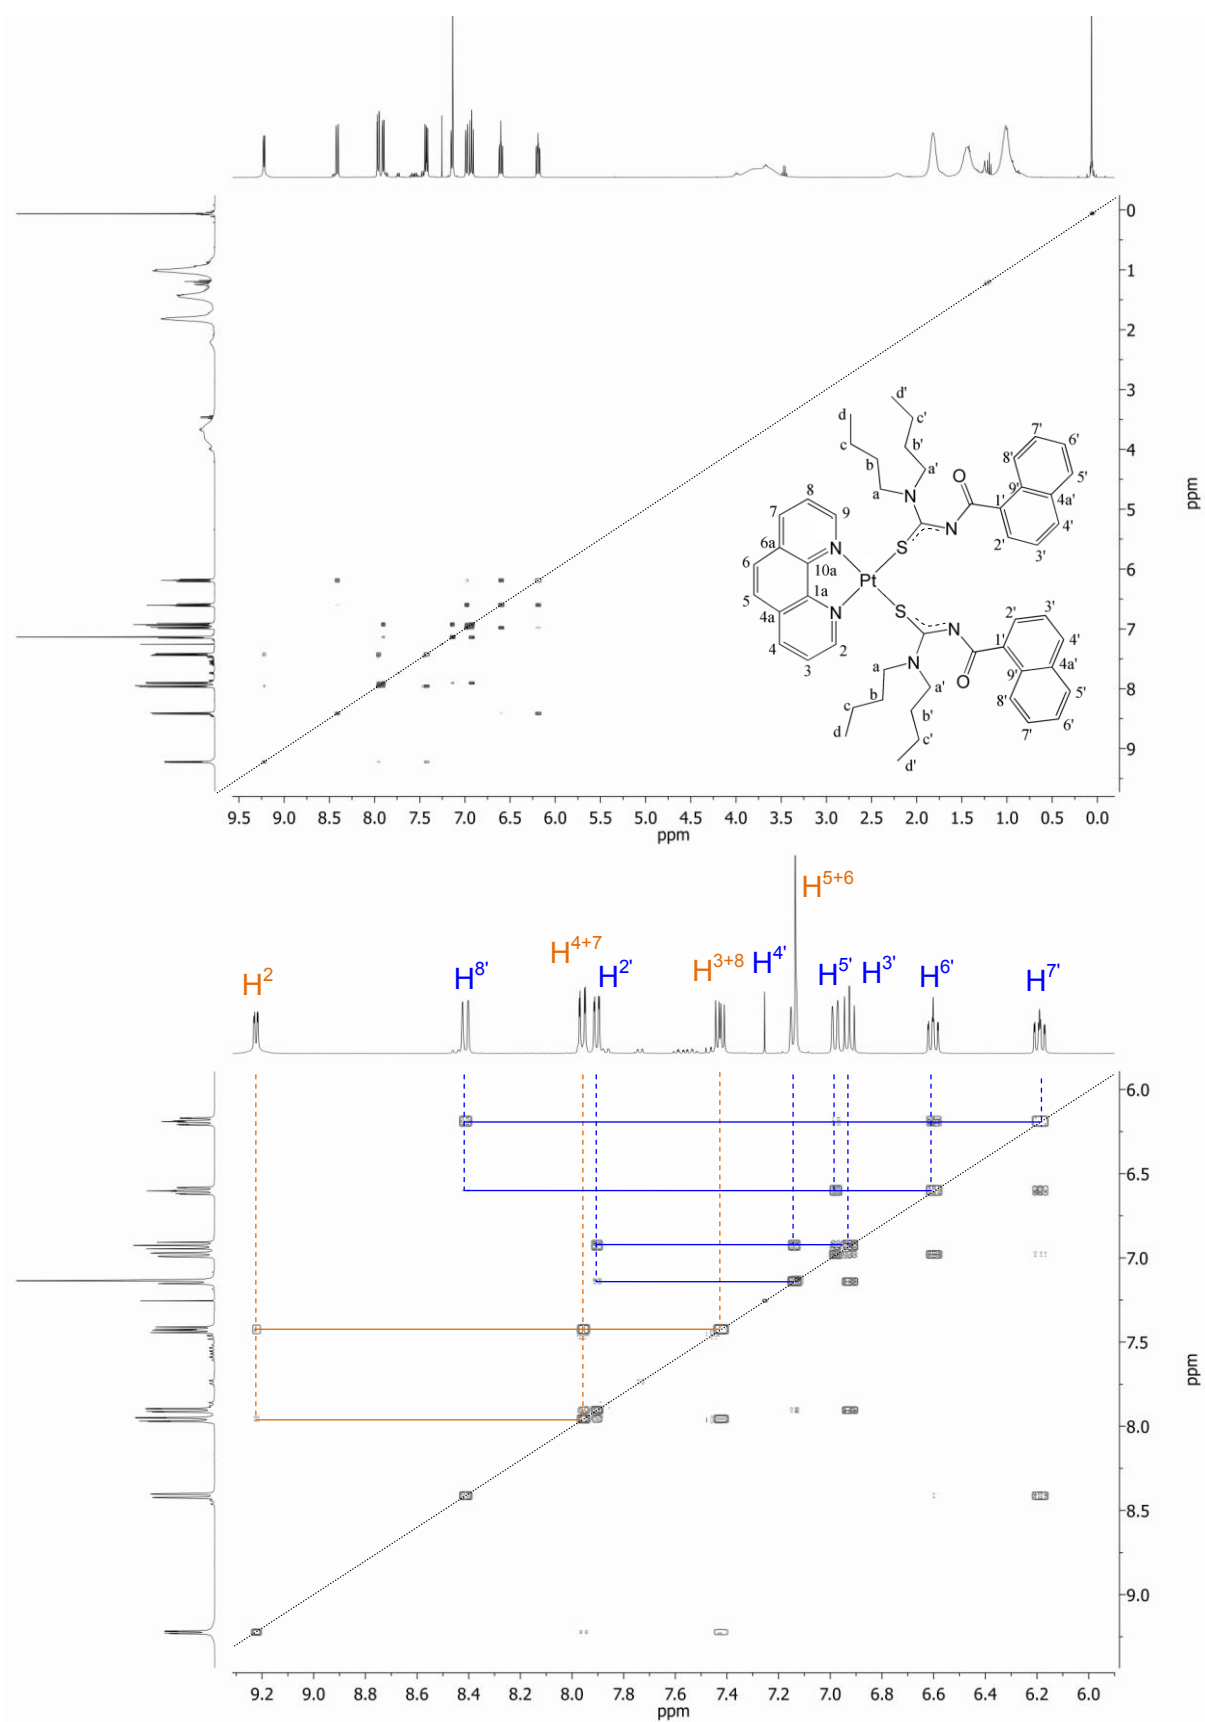 0
1
2
3
4
5
6
7
8
9
ppm
d'
d
c'
c
b'
b
a'
a
N
O
N
S
7'
6'
8'
5'
9'
1'
4a'
4'
2'
3'
8
7
9
6a
N
6
10a
Pt
5
1a
4a
N
4
2
3
S
N
O
N
a
a'
b
b'
c
c'
d
d'
2'
3'
1'
4'
4a'
9'
5'
8'
7'
6'
9.5 9.0 8.5 8.0 7.5 7.0 6.5 6.0 5.5 5.0 4.5 4.0 3.5 3.0 2.5 2.0 1.5 1.0 0.5 0.0
ppm
H5+6
H4+7
H2 H8' H2' H3+8 H4' H5' H3' H6' H7'
6.0
6.5
7.0
7.5
8.0
8.5
9.0
ppm
9.2 9.0 8.8 8.6 8.4 8.2 8.0 7.8 7.6 7.4 7.2 7.0 6.8 6.6 6.4 6.2 6.0
ppm